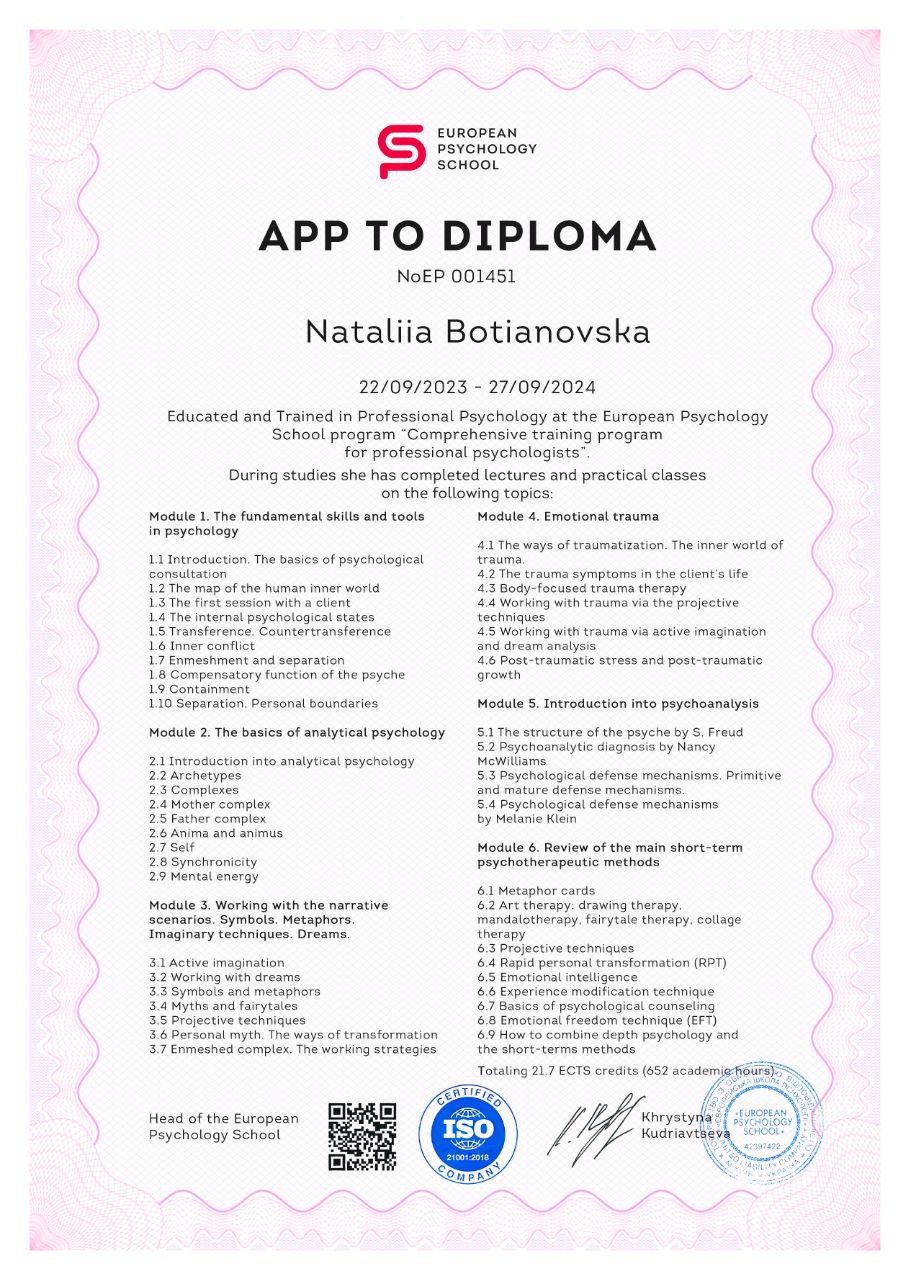 EUROPEAN
PSYCHOLOGY
SCHOOL
APP TO DIPLOMA
NoEP 001451
Nataliia Botianovska
22/09/2023 - 27/09/2024
Educated and Trained in Professional Psychology at the European Psychology
School program “Comprehensive training program
for professional psychologists”.
During studies she has completed lectures and practical classes
on the following topics:
Module 1. The fundamental skills and tools
in psychology
1.1 Introduction. The basics of psychological
consultation
1.2 The map of the human inner world
1.3 The first session with a client
1.4 The internal psychological states
1.5 Transference. Countertransference
1.6 Inner conflict
1.7 Enmeshment and separation
1.8 Compensatory function of the psyche
1.9 Containment
1.10 Separation. Personal boundaries
Module 2. The basics of analytical psychology
2.1 Introduction into analytical psychology
2.2 Archetypes
2.3 Complexes
2.4 Mother complex
2.5 Father complex
2.6 Anima and animus
2.7 Self
2.8 Synchronicity
2.9 Mental energy
Module 3. Working with the narrative
scenarios. Symbols. Metaphors.
Imaginary techniques. Dreams.
3.1 Active imagination
3.2 Working with dreams
3.3 Symbols and metaphors
3.4 Myths and fairytales
3.5 Projective techniques
3.6 Personal myth. The ways of transformation
3.7 Enmeshed complex. The working strategies
Module 4. Emotional trauma
4.1 The ways of traumatization. The inner world of
trauma.
4.2 The trauma symptoms in the client's life
4.3 Body-focused trauma therapy
4.4 Working with trauma via the projective
techniques
4.5 Working with trauma via active imagination
and dream analysis
4.6 Post-traumatic stress and post-traumatic
growth
Module 5. Introduction into psychoanalysis
5.1 The structure of the psyche by S. Freud
5.2 Psychoanalytic diagnosis by Nancy
McWilliams
5.3 Psychological defense mechanisms. Primitive
and mature defense mechanisms.
5.4 Psychological defense mechanisms
by Melanie Klein
Module 6. Review of the main short-term
psychotherapeutic methods
6.1 Metaphor cards
6.2 Art therapy: drawing therapy,
mandalotherapy, fairytale therapy, collage
therapy
6.3 Projective techniques
6.4 Rapid personal transformation (RPT)
6.5 Emotional intelligence
6.6 Experience modification technique
6.7 Basics of psychological counseling
6.8 Emotional freedom technique (EFT)
6.9 How to combine depth psychology and
the short-terms methods
Totaling 21.7 ECTS credits (652 academic hours)
Head of the European
Psychology School
CERTIFIED
ISO
21001:2018
COMPANY
Khrystyna
Kudriavtseva
EUROPEAN
PSYCHOLOGY
SCHOOL
42397422